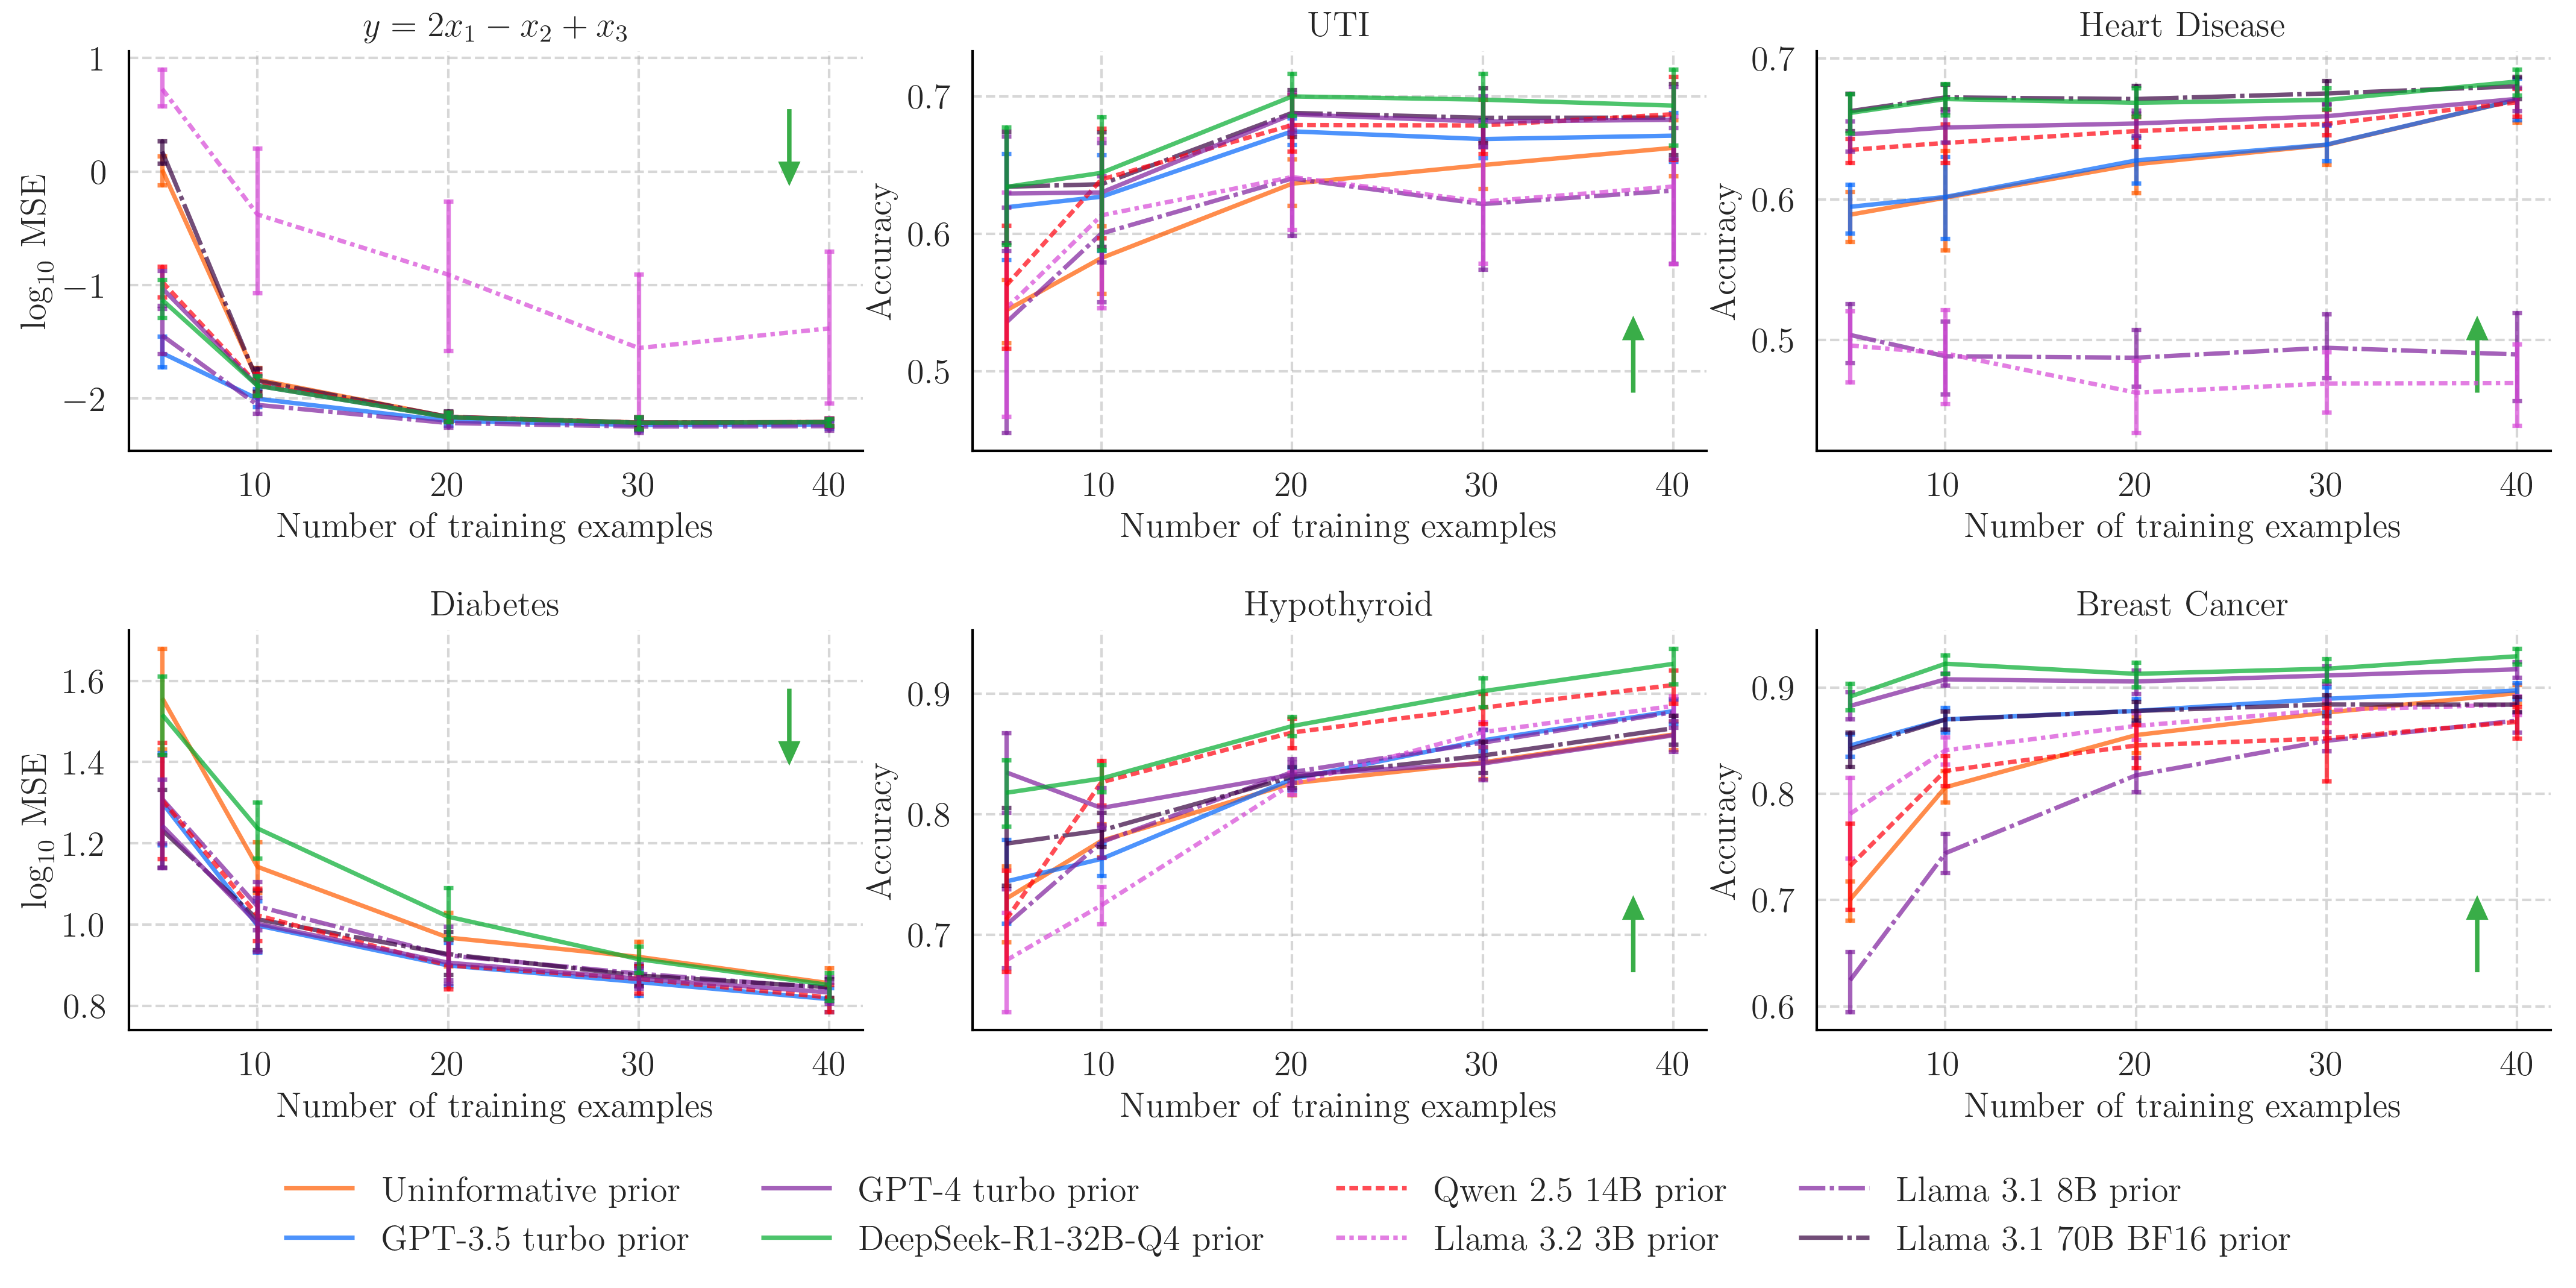 y = 2x₁ − x₂ + x₃
1
0
−1
−2
log₁₀ MSE
10 20 30 40
Number of training examples
UTI
0.7
0.6
0.5
Accuracy
10 20 30 40
Number of training examples
Heart Disease
0.7
0.6
0.5
Accuracy
10 20 30 40
Number of training examples
Diabetes
1.6
1.4
1.2
1.0
0.8
log₁₀ MSE
10 20 30 40
Number of training examples
Hypothyroid
0.9
0.8
0.7
Accuracy
10 20 30 40
Number of training examples
Breast Cancer
0.9
0.8
0.7
0.6
Accuracy
10 20 30 40
Number of training examples
Uninformative prior
GPT-3.5 turbo prior
GPT-4 turbo prior
DeepSeek-R1-32B-Q4 prior
Qwen 2.5 14B prior
Llama 3.2 3B prior
Llama 3.1 8B prior
Llama 3.1 70B BF16 prior